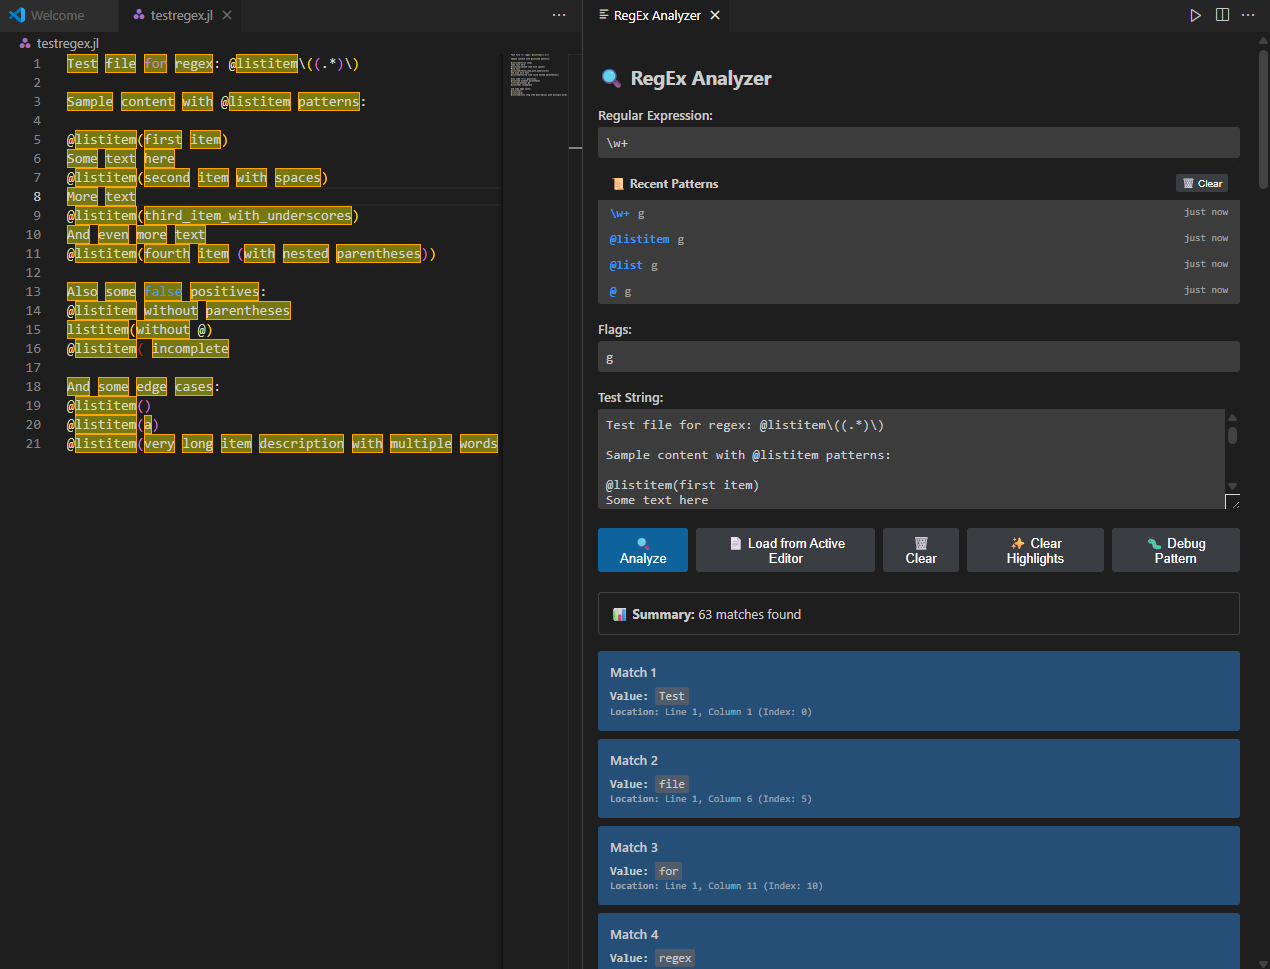 Welcome
testregex.jl
testregex.jl
1 Test file for regex: @listitem\((.*)\)
2
3 Sample content with @listitem patterns:
4
5 @listitem(first item)
6 Some text here
7 @listitem(second item with spaces)
8 More text
9 @listitem(third_item_with_underscores)
10 And even more text
11 @listitem(fourth item (with nested parentheses))
12
13 Also some false positives:
14 @listitem without parentheses
15 listitem(without @)
16 @listitem( incomplete
17
18 And some edge cases:
19 @listitem()
20 @listitem(a)
21 @listitem(very long item description with multiple words
RegEx Analyzer
RegEx Analyzer
Regular Expression:
\w+
Recent Patterns
Clear
\w+ g just now
@listitem g just now
@list g just now
@ g just now
Flags:
g
Test String:
Test file for regex: @listitem\((.*)\)
Sample content with @listitem patterns:
@listitem(first item)
Some text here
Analyze
Load from Active
Editor
Clear
Clear
Highlights
Debug
Pattern
Summary: 63 matches found
Match 1
Value: Test
Location: Line 1, Column 1 (Index: 0)
Match 2
Value: file
Location: Line 1, Column 6 (Index: 5)
Match 3
Value: for
Location: Line 1, Column 11 (Index: 10)
Match 4
Value: regex